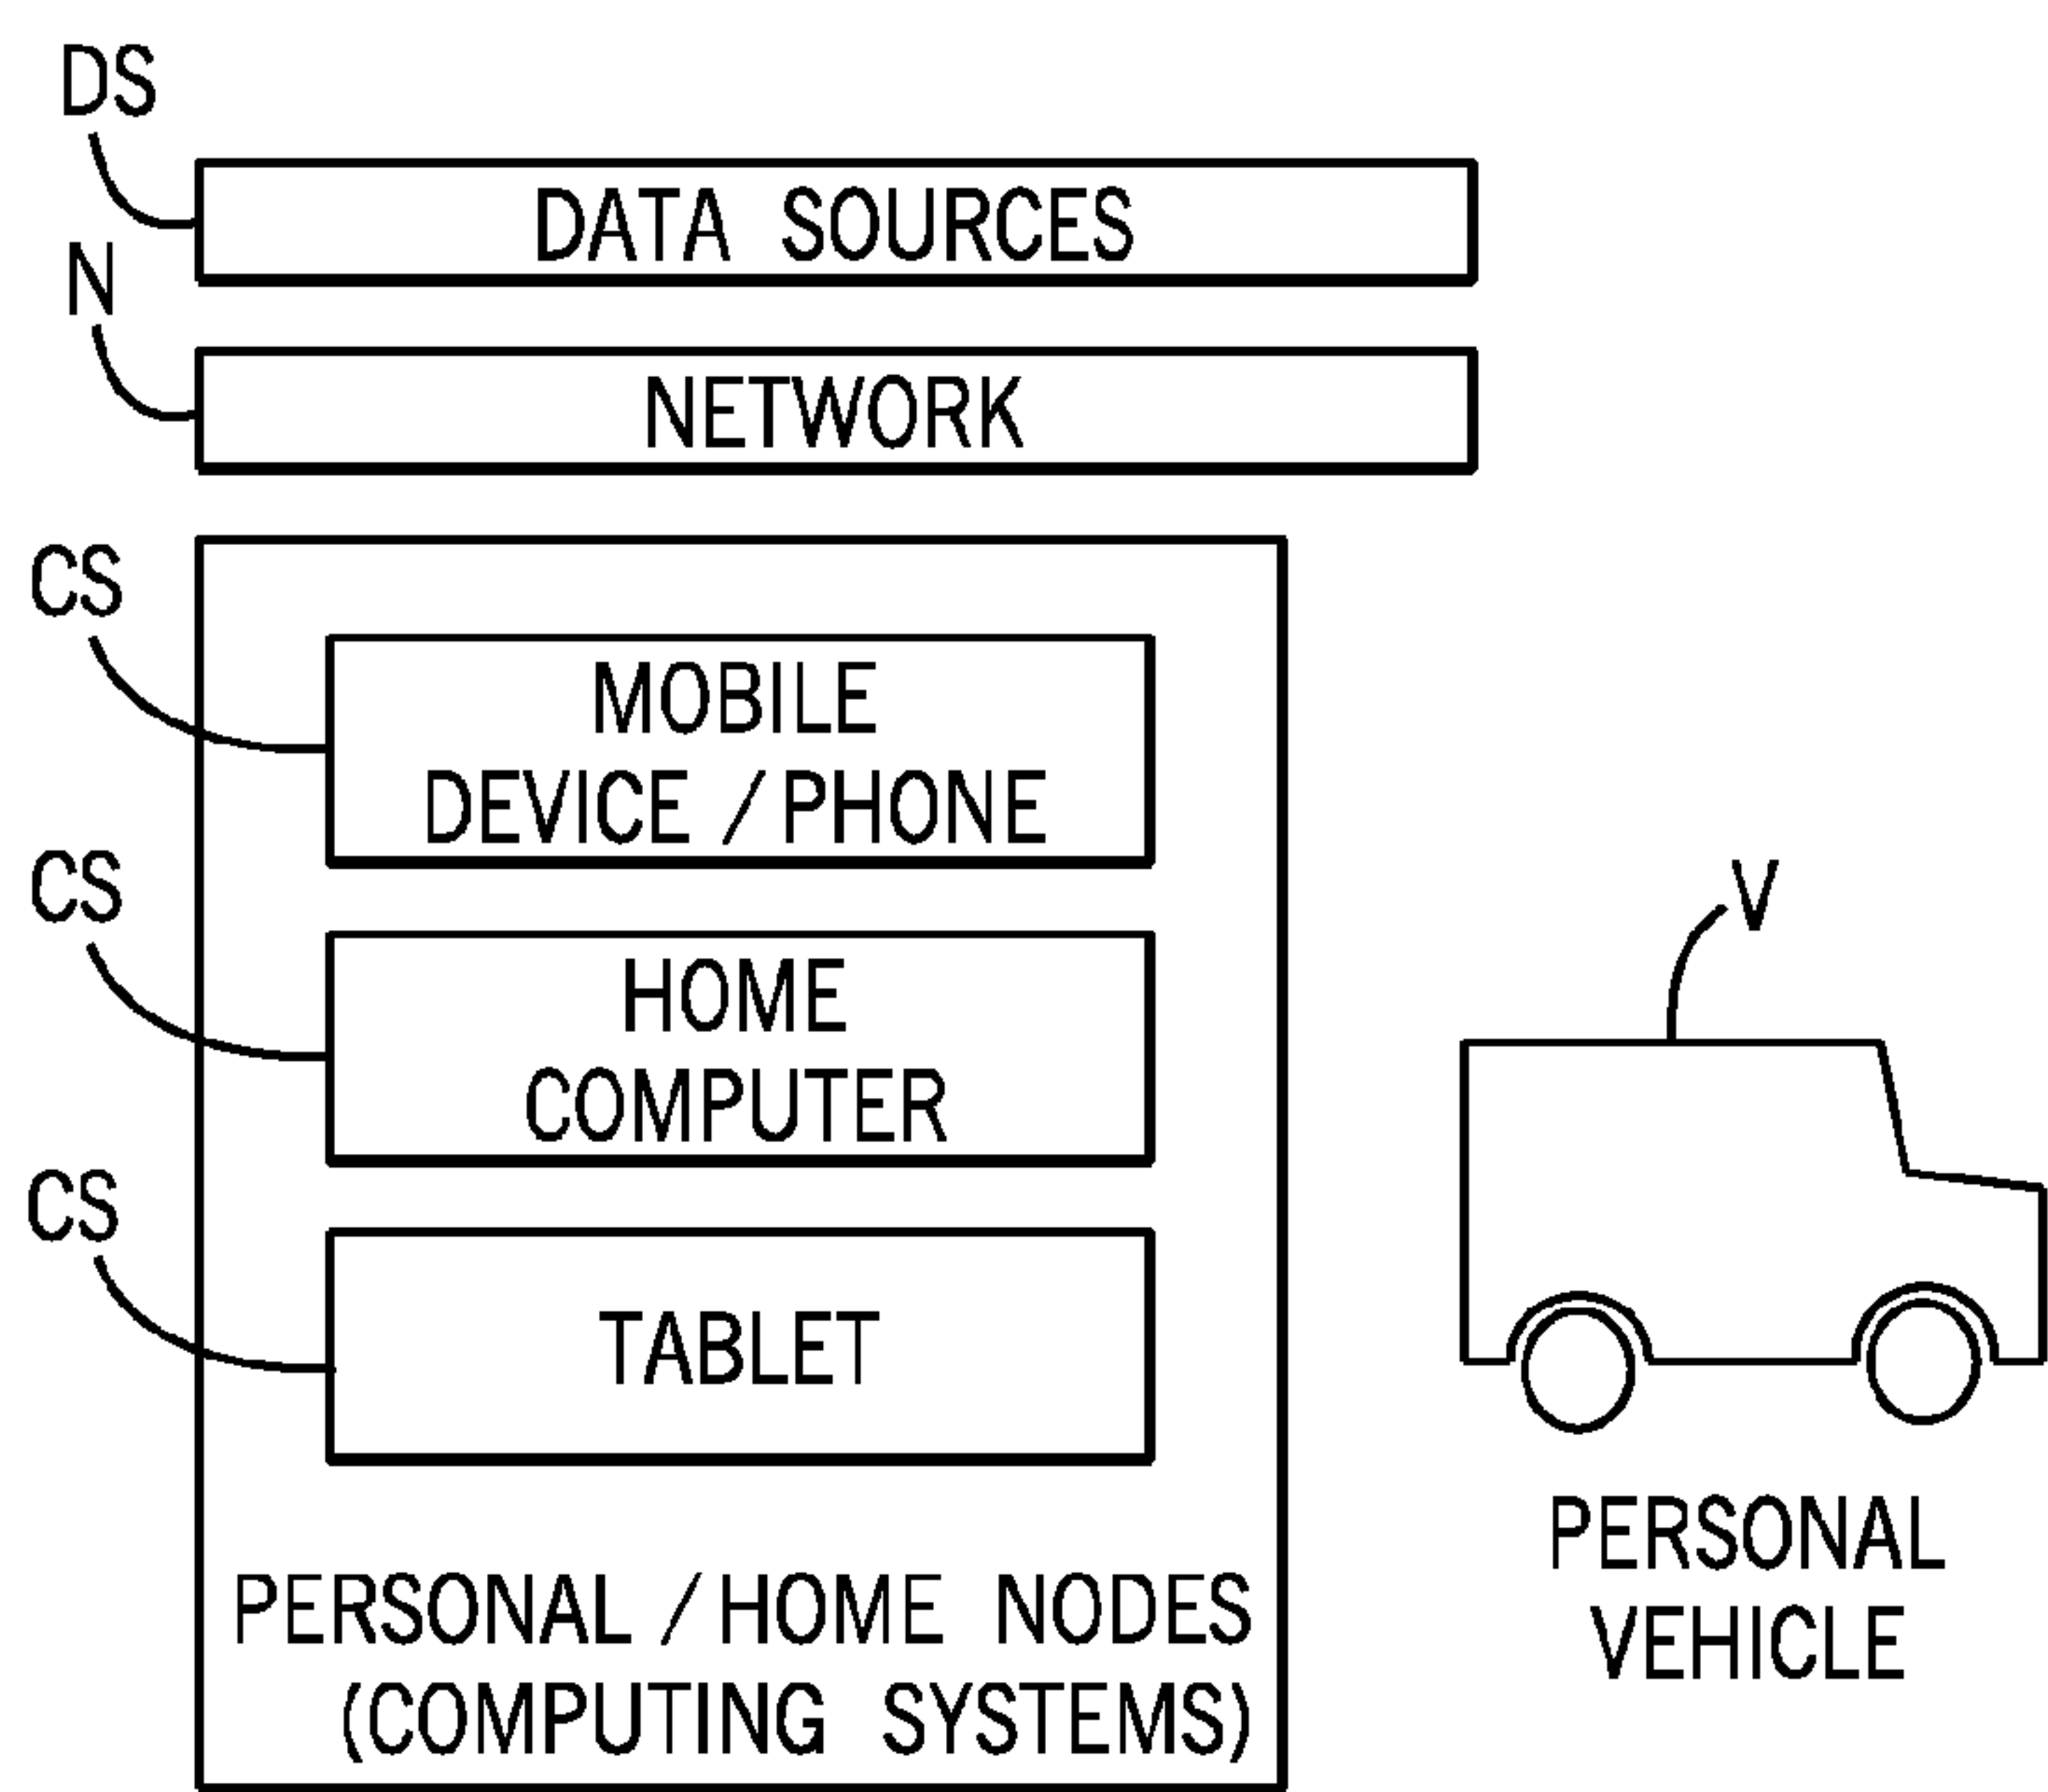 DS
DATA SOURCES
N
NETWORK
CS
MOBILE
DEVICE / PHONE
CS
HOME
COMPUTER
CS
TABLET
PERSONAL / HOME NODES
(COMPUTING SYSTEMS)
V
PERSONAL
VEHICLE